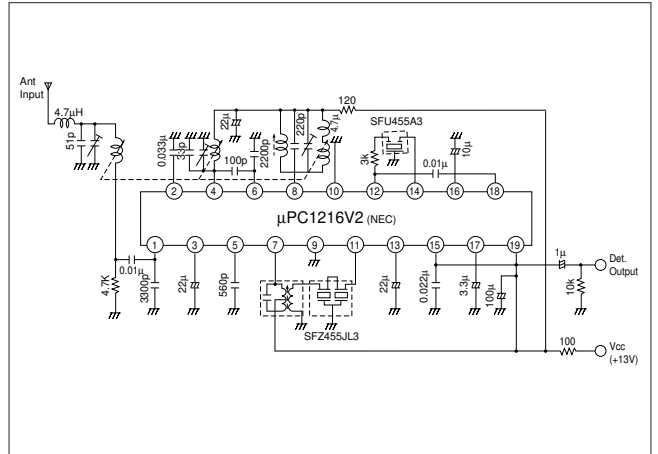 Ant
Input
4.7μH
51p
0.033μ
33p
22μ
100p
2200p
220p
4.7μ
120
SFU455A3
3k
0.01μ
10μ
2
4
6
8
10
12
14
16
18
μPC1216V2 (NEC)
1
3
5
7
9
11
13
15
17
19
0.01μ
4.7K
3300p
22μ
560p
22μ
0.022μ
3.3μ
100μ
1μ
10k
Det.
Output
SFZ455JL3
100
Vcc
(+13V)